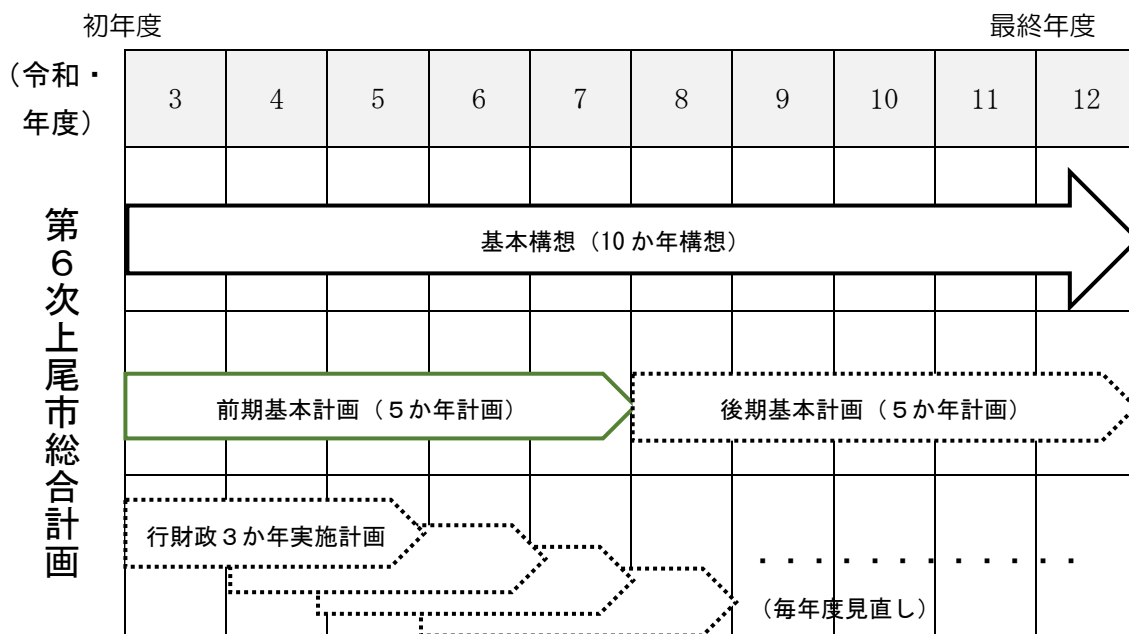 初年度
最終年度
(令和・
年度)
3 4 5 6 7 8 9 10 11 12
第6次上尾市総合計画
基本構想（10 か年構想）
前期基本計画（５か年計画）
後期基本計画（５か年計画）
行財政３か年実施計画
・・・・・・・・・・・・・
（毎年度見直し）